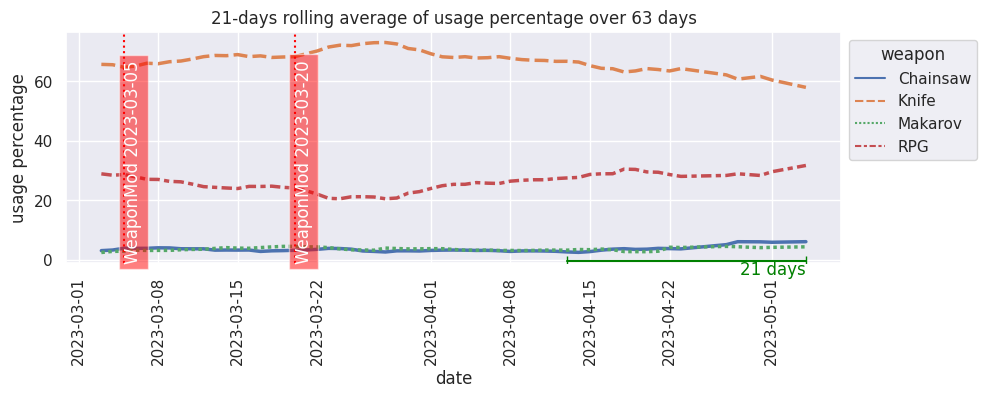 21-days rolling average of usage percentage over 63 days
usage percentage
60
40
20
0
WeaponMod 2023-03-05
WeaponMod 2023-03-20
21 days
2023-03-01
2023-03-08
2023-03-15
2023-03-22
2023-04-01
2023-04-08
2023-04-15
2023-04-22
2023-05-01
date
weapon
Chainsaw
Knife
Makarov
RPG